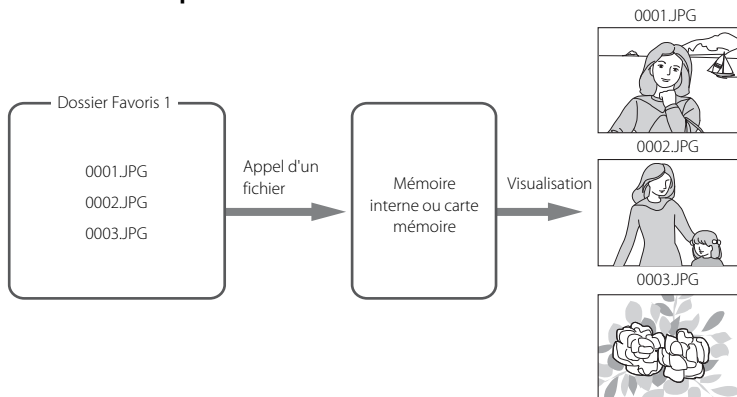 Dossier Favoris 1
0001.JPG
0002.JPG
0003.JPG
Appel d'un
fichier
Mémoire
interne ou carte
mémoire
Visualisation
0001.JPG
0002.JPG
0003.JPG